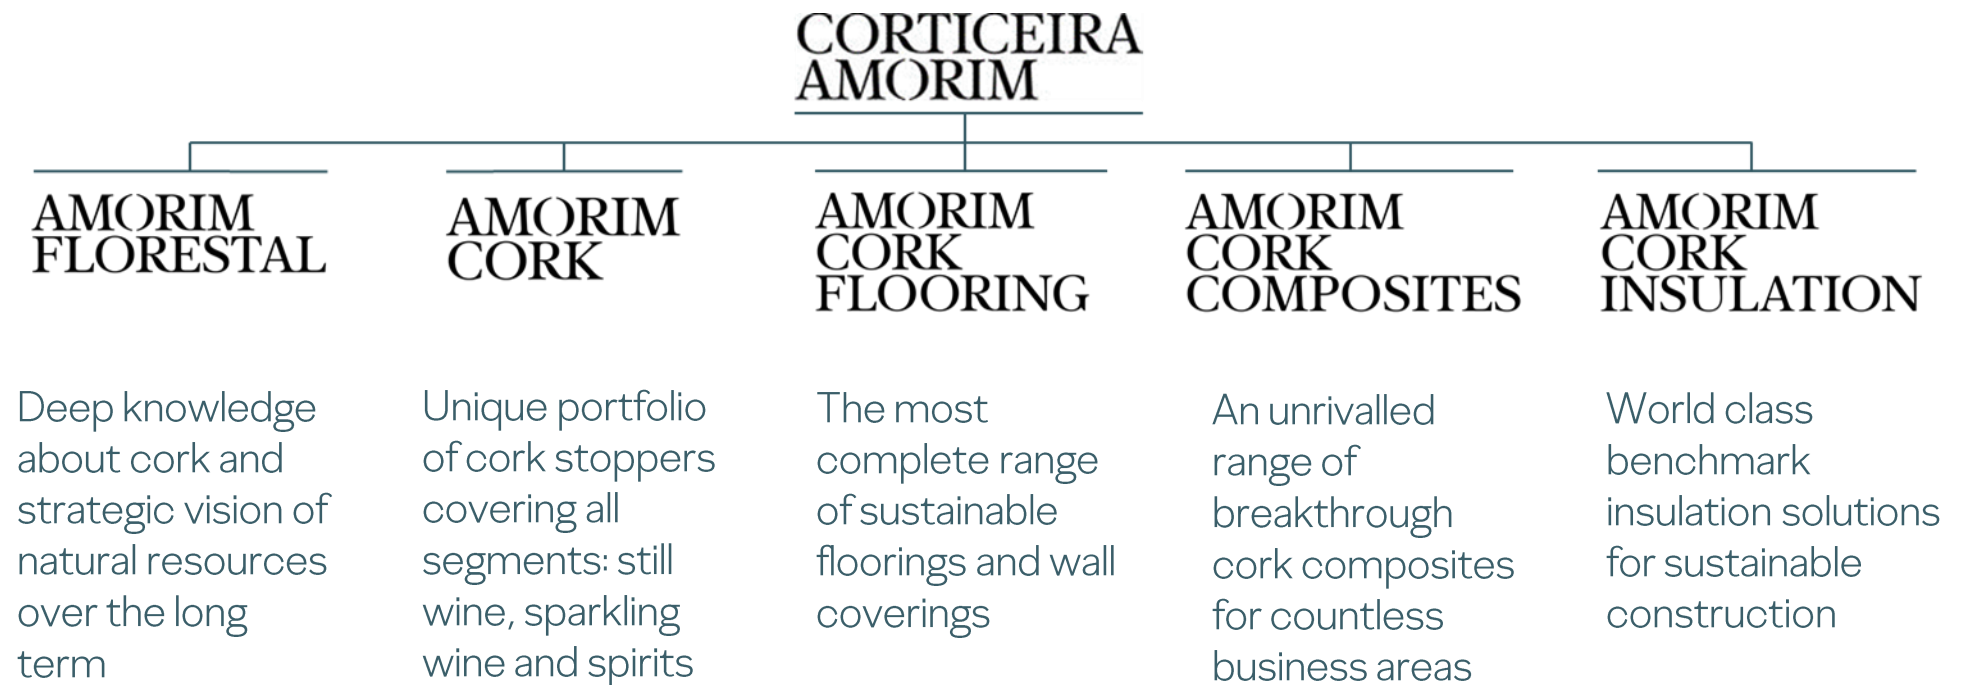 CORTICEIRA
AMORIM
AMORIM
FLORESTAL
AMORIM
CORK
AMORIM
CORK
FLOORING
AMORIM
CORK
COMPOSITES
AMORIM
CORK
INSULATION
Deep knowledge
about cork and
strategic vision of
natural resources
over the long
term
Unique portfolio
of cork stoppers
covering all
segments: still
wine, sparkling
wine and spirits
The most
complete range
of sustainable
floorings and wall
coverings
An unrivalled
range of
breakthrough
cork composites
for countless
business areas
World class
benchmark
insulation solutions
for sustainable
construction